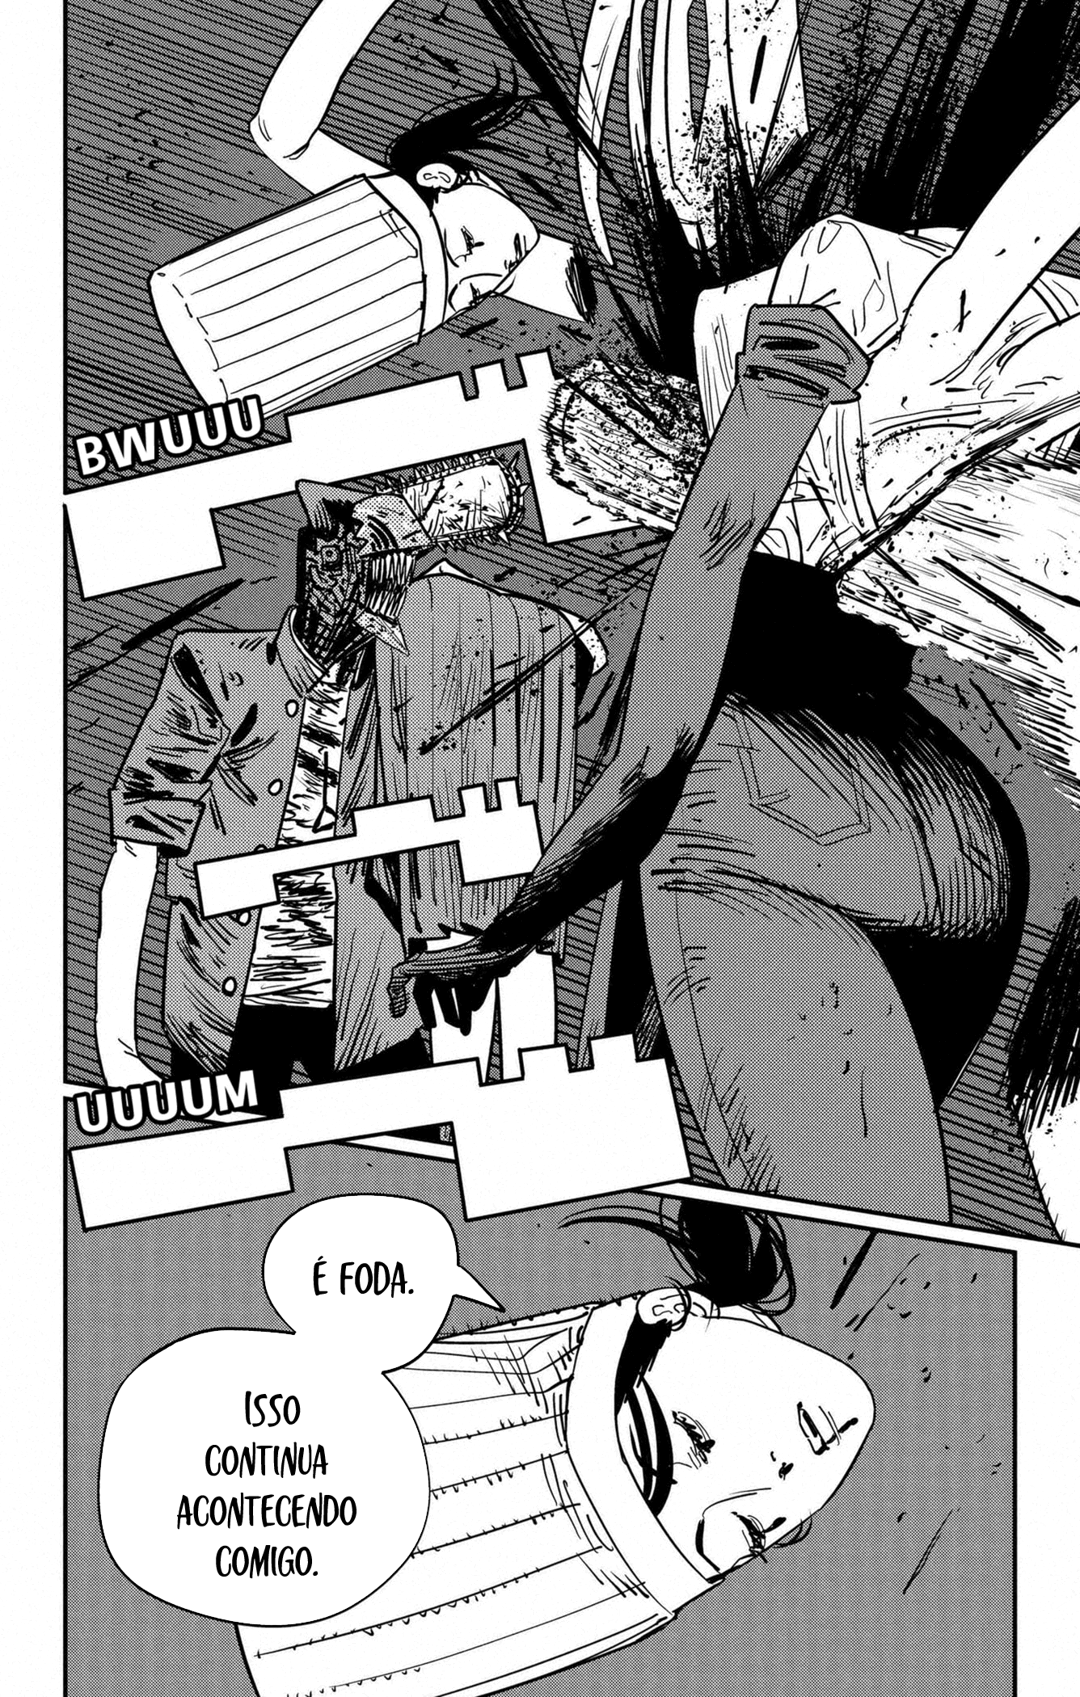 BWUUU
UUUUM
É FODA.
ISSO
CONTINUA
ACONTECENDO
COMIGO.